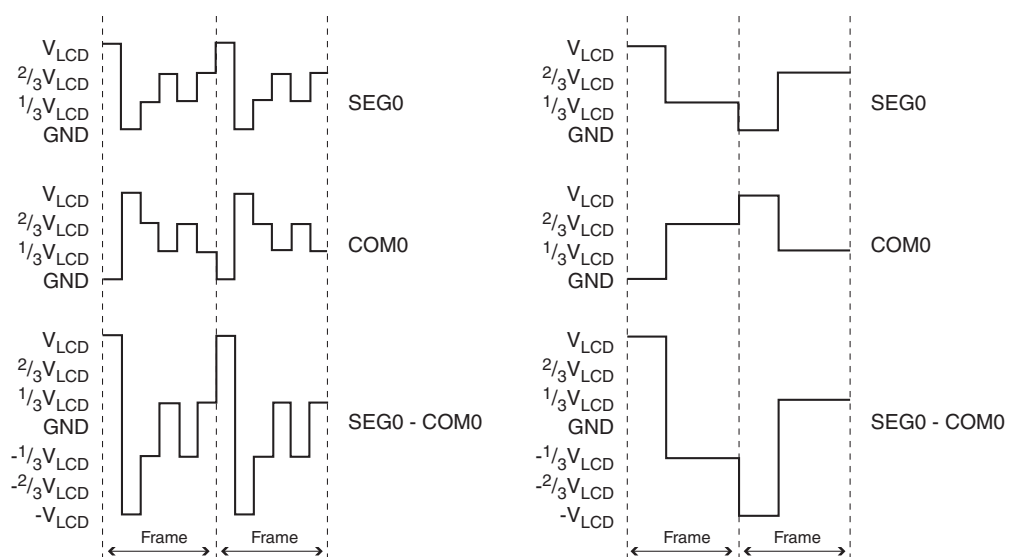 V_LCD
²/₃V_LCD
¹/₃V_LCD
GND
SEG0
V_LCD
²/₃V_LCD
¹/₃V_LCD
GND
COM0
V_LCD
²/₃V_LCD
¹/₃V_LCD
GND
-¹/₃V_LCD
-²/₃V_LCD
-V_LCD
SEG0 - COM0
Frame
Frame
V_LCD
²/₃V_LCD
¹/₃V_LCD
GND
SEG0
V_LCD
²/₃V_LCD
¹/₃V_LCD
GND
COM0
V_LCD
²/₃V_LCD
¹/₃V_LCD
GND
-¹/₃V_LCD
-²/₃V_LCD
-V_LCD
SEG0 - COM0
Frame
Frame